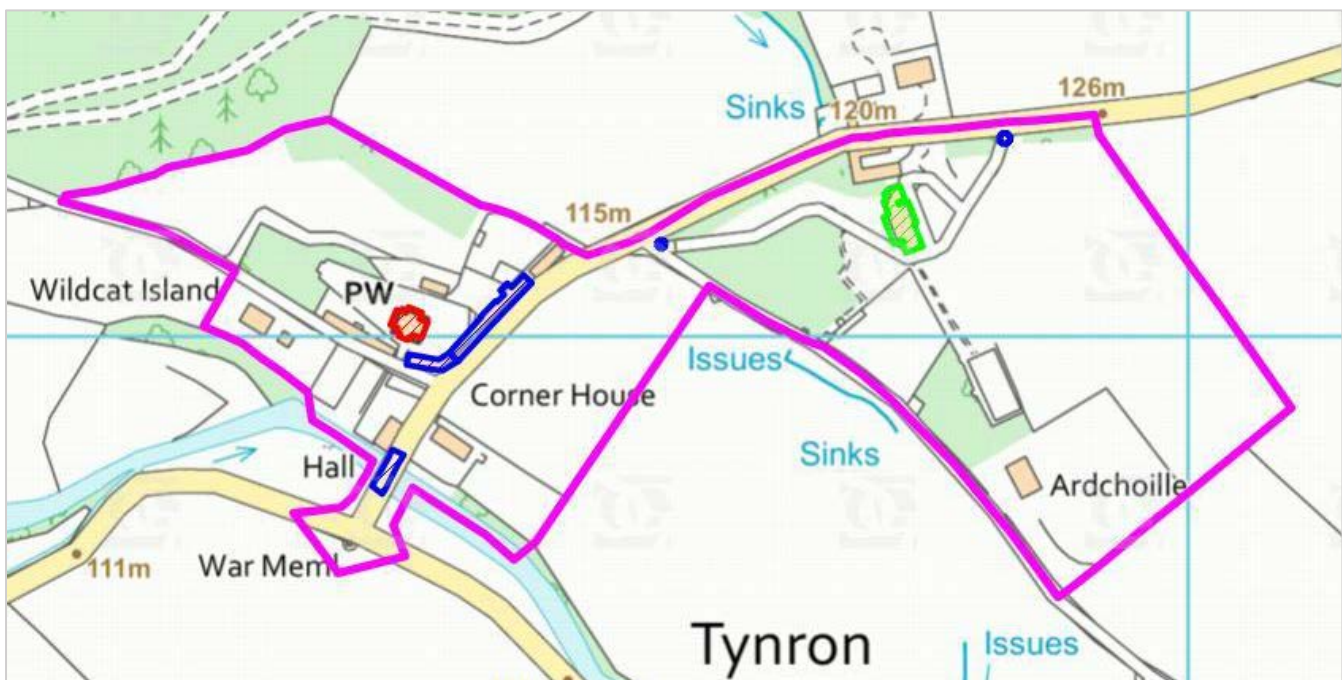 Sinks
120m
126m
115m
Wildcat Island
PW
Issues
Corner House
Sinks
Hall
Ardchoille
111m
War Meml
Tynron
Issues